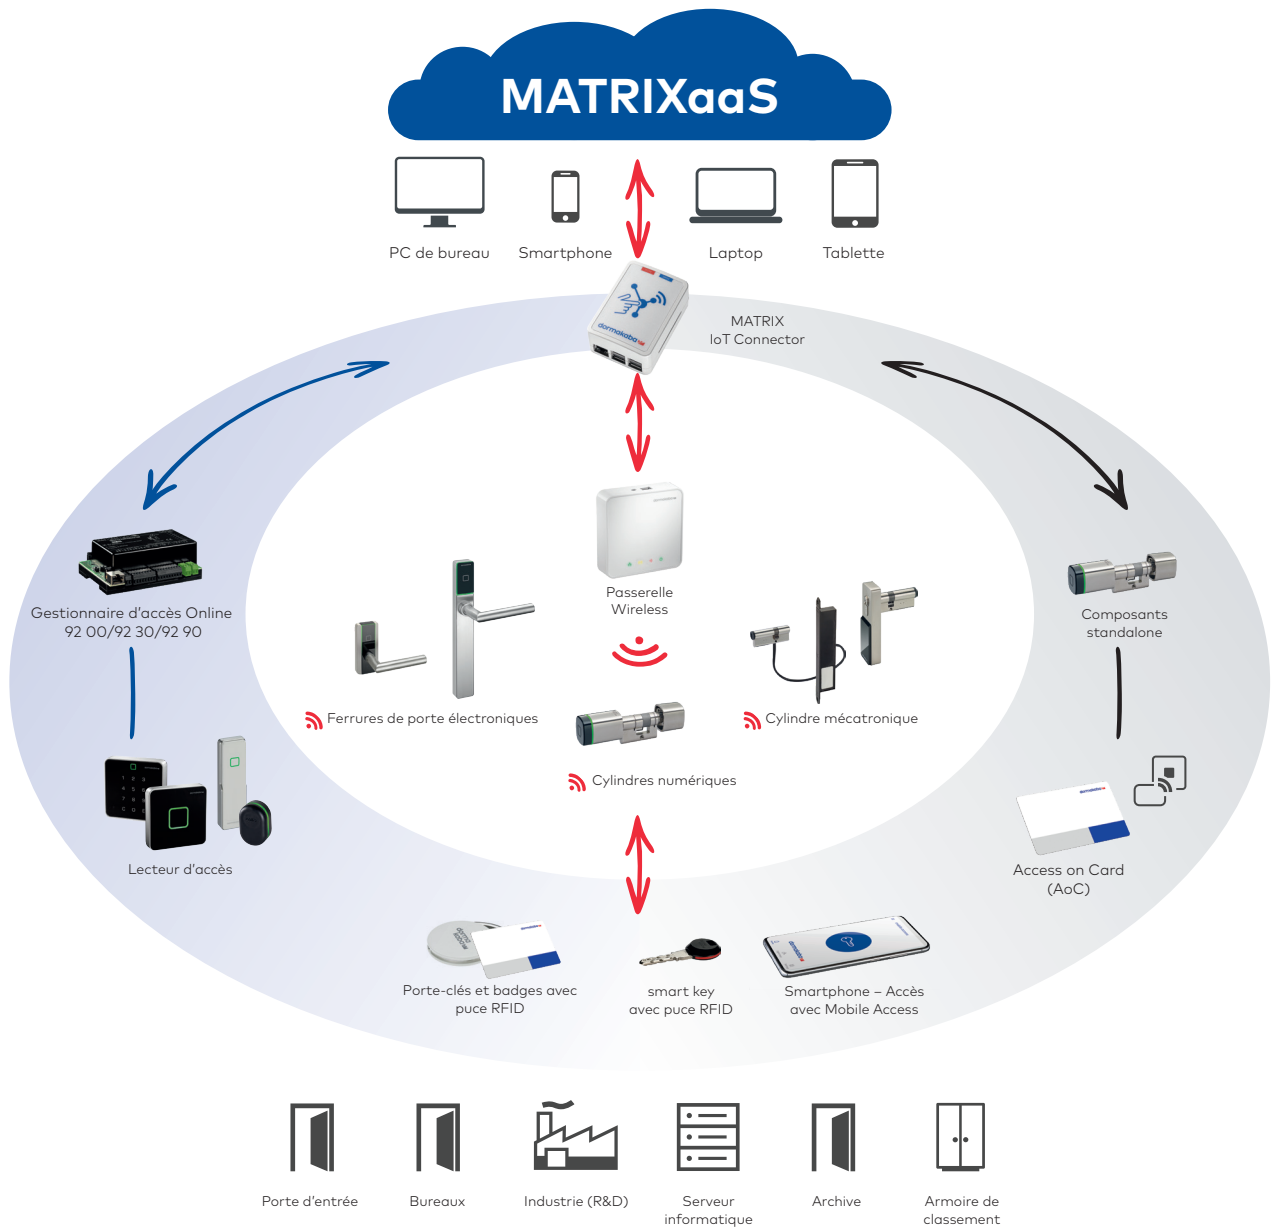 MATRIXaaS
PC de bureau
Smartphone
Laptop
Tablette
dormakaba
MATRIX
IoT Connector
Gestionnaire d'accès Online
92 00/92 30/92 90
Passerelle
Wireless
Composants
standalone
Ferrures de porte électroniques
Cylindre mécatronique
Cylindres numériques
Lecteur d'accès
Access on Card
(AoC)
Porte-clés et badges avec
puce RFID
smart key
avec puce RFID
dormakaba
Smartphone – Accès
avec Mobile Access
Porte d'entrée
Bureaux
Industrie (R&D)
Serveur
informatique
Archive
Armoire de
classement